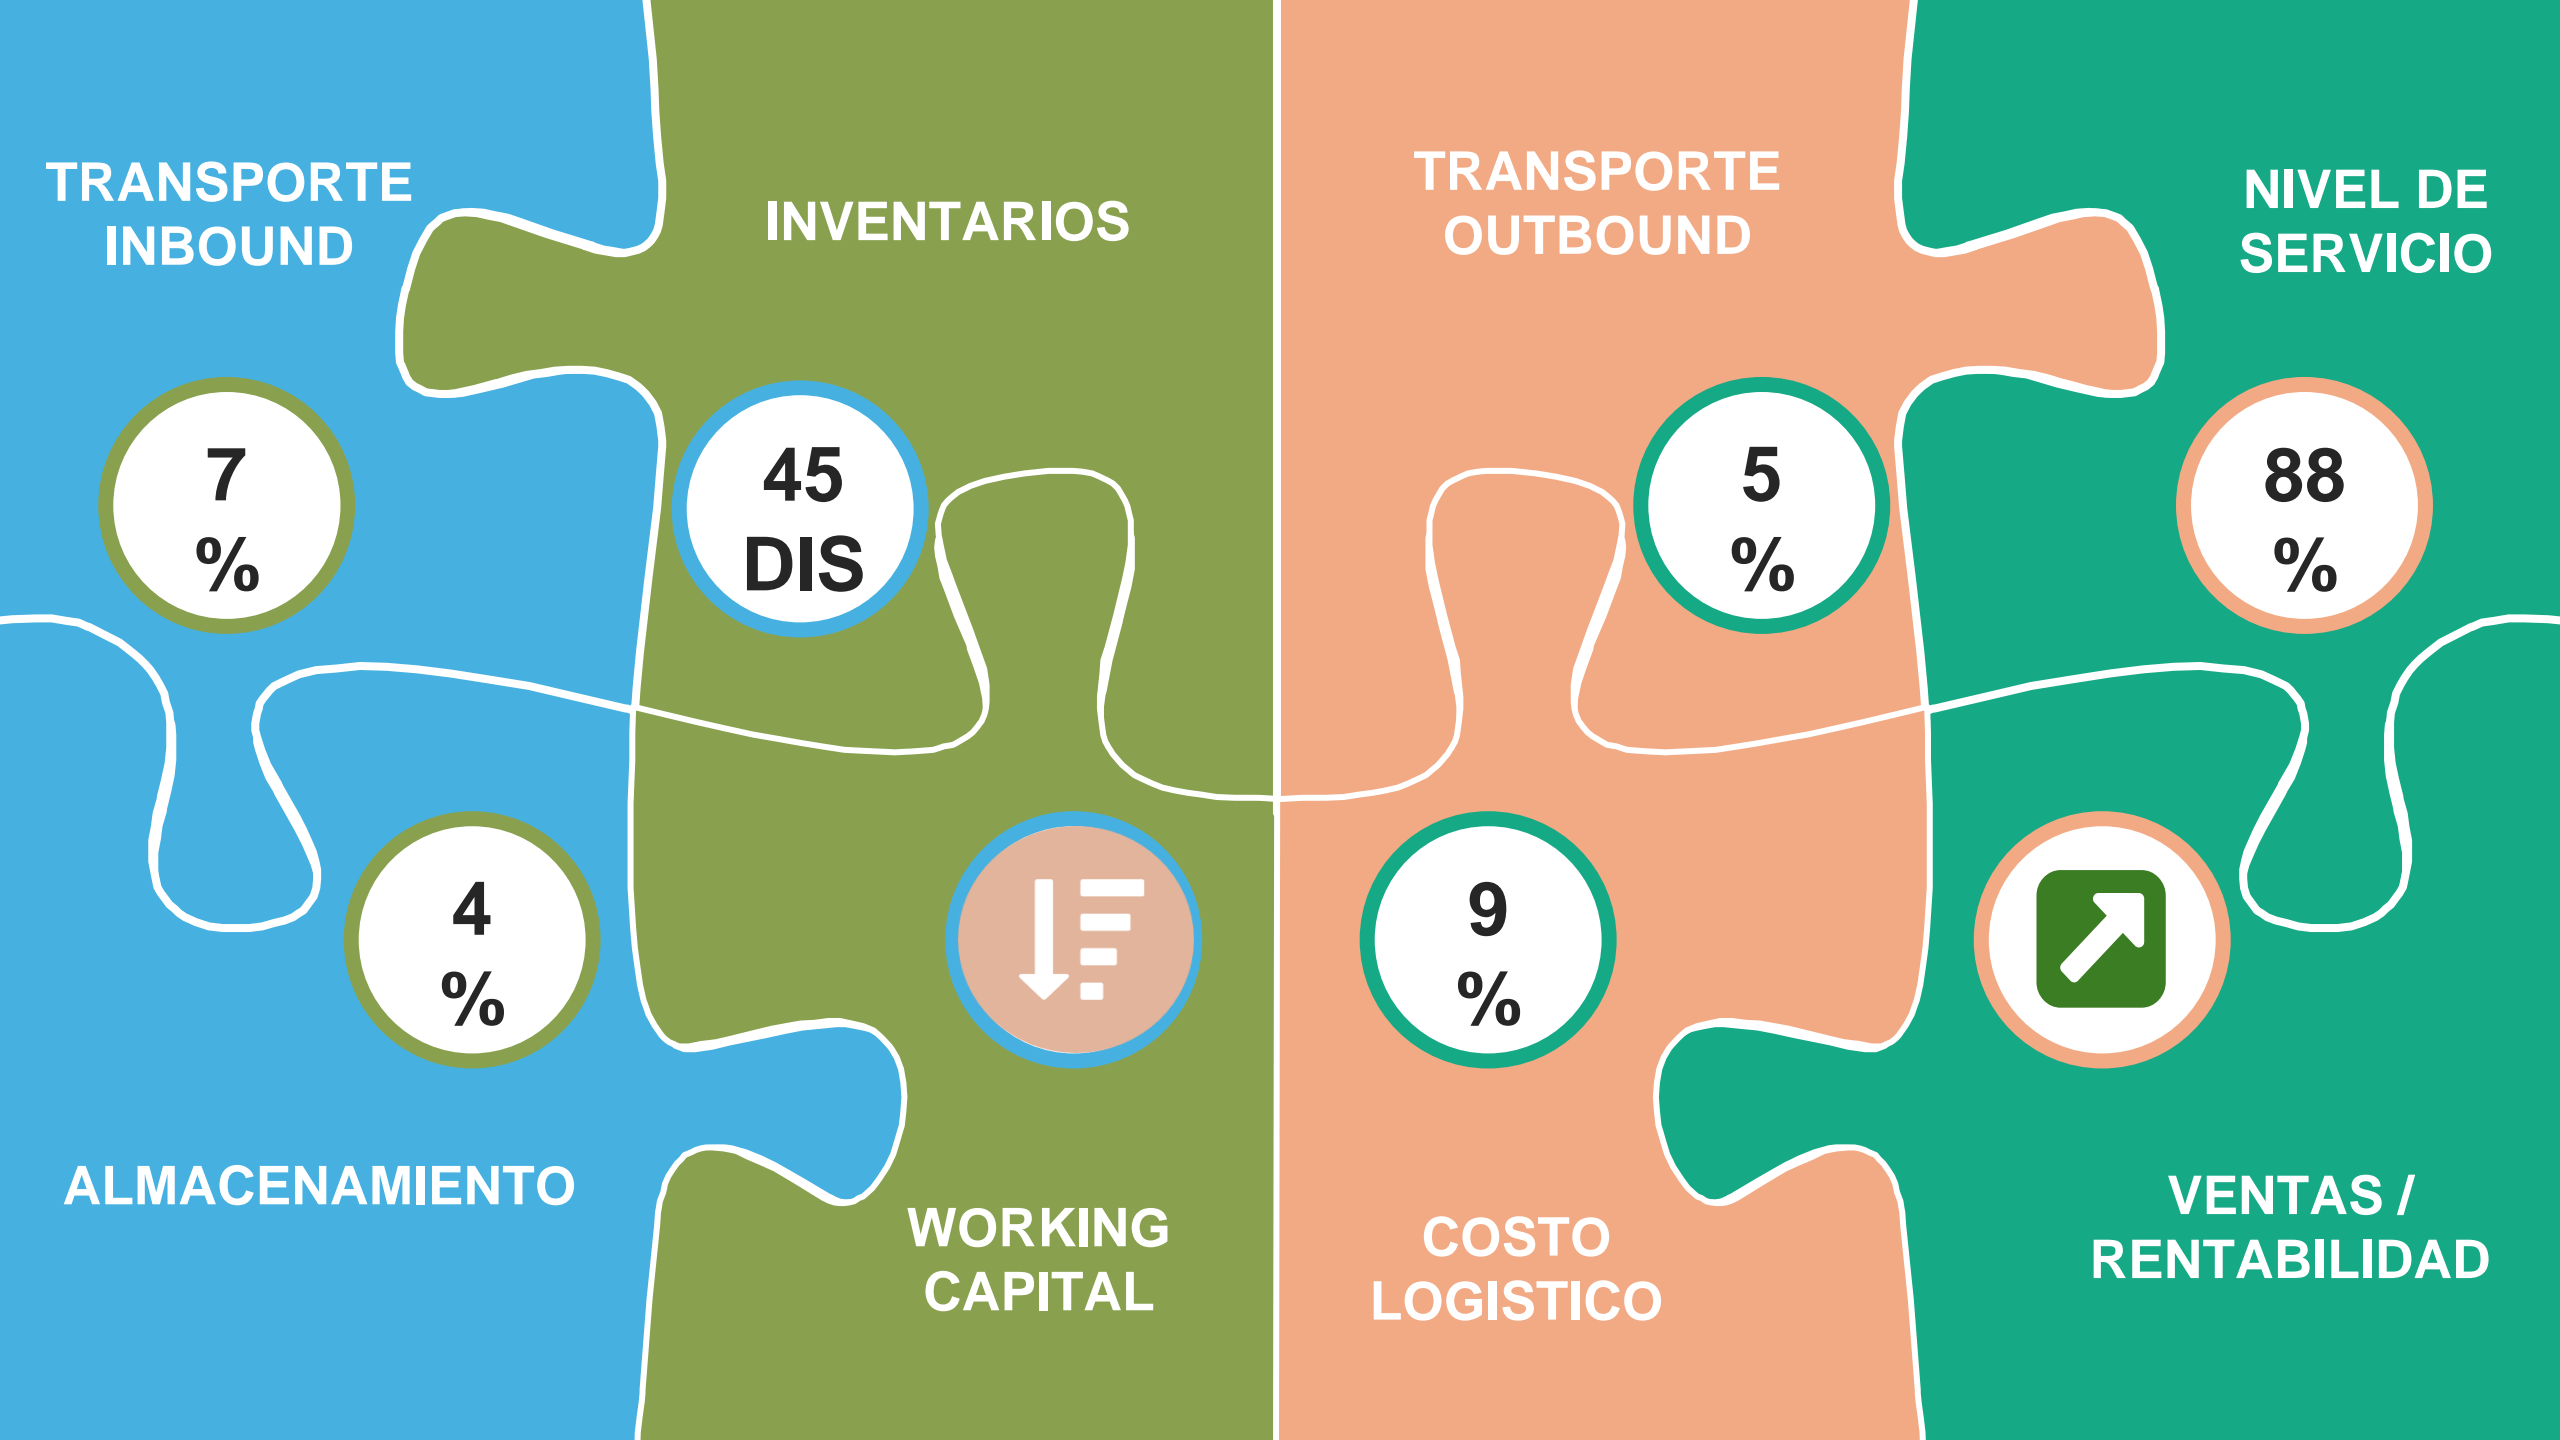 TRANSPORTE
INBOUND
7
%
INVENTARIOS
45
DIS
TRANSPORTE
OUTBOUND
5
%
NIVEL DE
SERVICIO
88
%
4
%
ALMACENAMIENTO
WORKING
CAPITAL
9
%
COSTO
LOGISTICO
VENTAS /
RENTABILIDAD